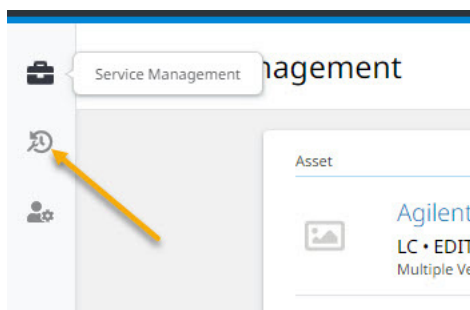 Service Management
nagement
Asset
Agilent
LC • EDIT
Multiple Ve